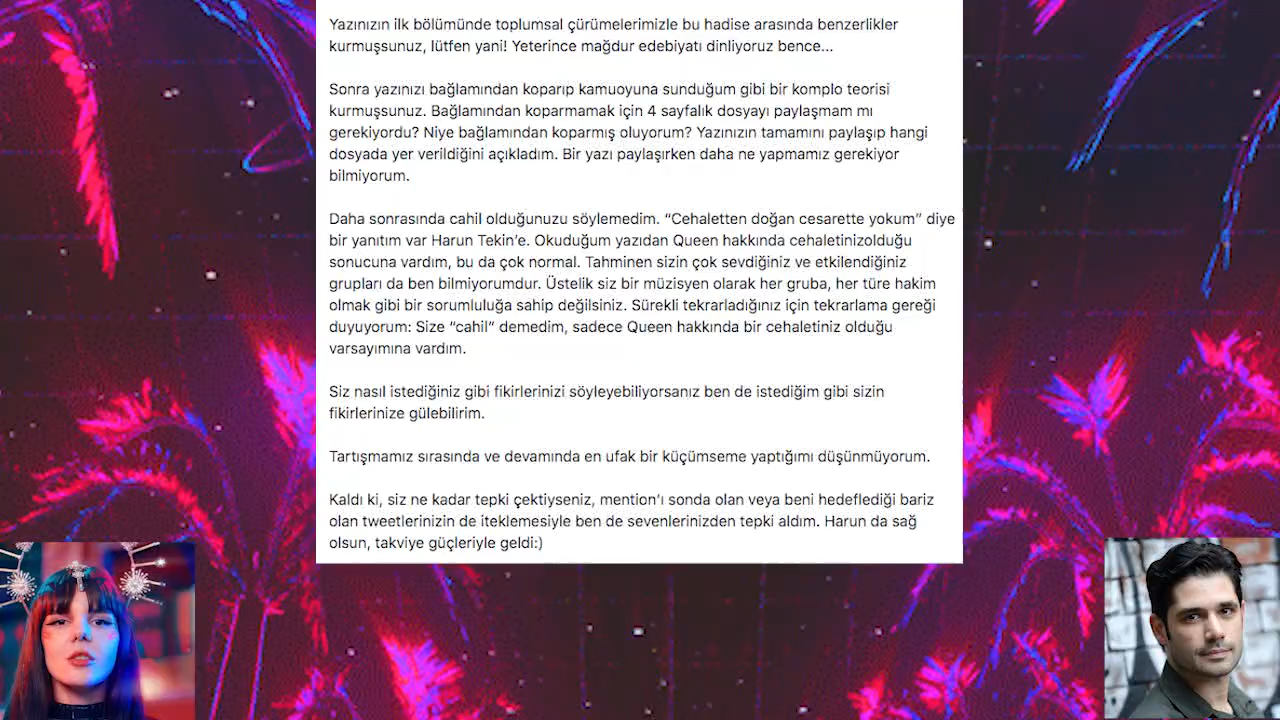 Yazınızın ilk bölümünde toplumsal çürümelerimizle bu hadise arasında benzerlikler
kurmuşsunuz, lütfen yani! Yeterince mağdur edebiyatı dinliyoruz bence...
Sonra yazınızı bağlamından koparıp kamuoyuna sunduğum gibi bir komplo teorisi
kurmuşsunuz. Bağlamından koparmamak için 4 sayfalık dosyayı paylaşmam mı
gerekiyordu? Niye bağlamından koparmış oluyorum? Yazınızın tamamını paylaşıp hangi
dosyada yer verildiğini açıkladım. Bir yazı paylaşırken daha ne yapmamız gerekiyor
bilmiyorum.
Daha sonrasında cahil olduğunuzu söylemedim. “Cehaletten doğan cesarette yokum” diye
bir yanıtım var Harun Tekin’e. Okuduğum yazıdan Queen hakkında cehaletinizolduğu
sonucuna vardım, bu da çok normal. Tahminen sizin çok sevdiğiniz ve etkilendiğiniz
grupları da ben bilmiyorumdur. Üstelik siz bir müzisyen olarak her gruba, her türe hakim
olmak gibi bir sorumluluğa sahip değilsiniz. Sürekli tekrarladığınız için tekrarlama gereği
duyuyorum: Size “cahil” demedim, sadece Queen hakkında bir cehaletiniz olduğu
varsayımına vardım.
Siz nasıl istediğiniz gibi fikirlerinizi söyleyebiliyorsanız ben de istediğim gibi sizin
fikirlerinize gülebilirim.
Tartışmamız sırasında ve devamında en ufak bir küçümseme yaptığımı düşünmüyorum.
Kaldı ki, siz ne kadar tepki çektiyseniz, mention’ı sonda olan veya beni hedeflediği bariz
olan tweetlerinizin de iteklemesiyle ben de sevenlerinizden tepki aldım. Harun da sağ
olsun, takviye güçleriyle geldi:)